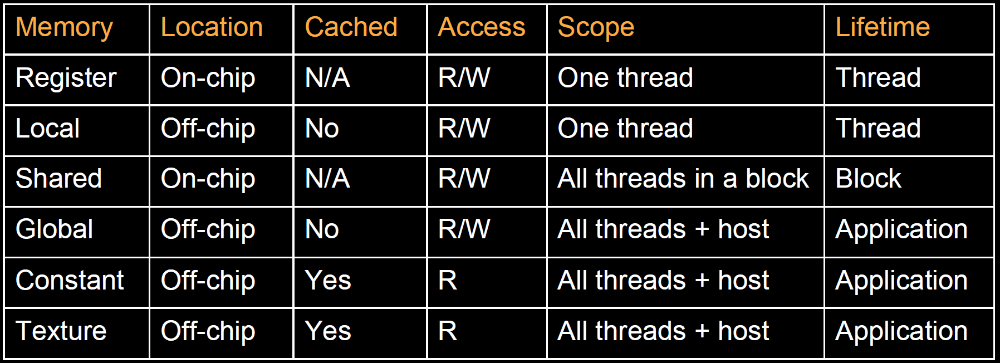 Memory Location Cached Access Scope Lifetime
Register On-chip N/A R/W One thread Thread
Local Off-chip No R/W One thread Thread
Shared On-chip N/A R/W All threads in a block Block
Global Off-chip No R/W All threads + host Application
Constant Off-chip Yes R All threads + host Application
Texture Off-chip Yes R All threads + host Application